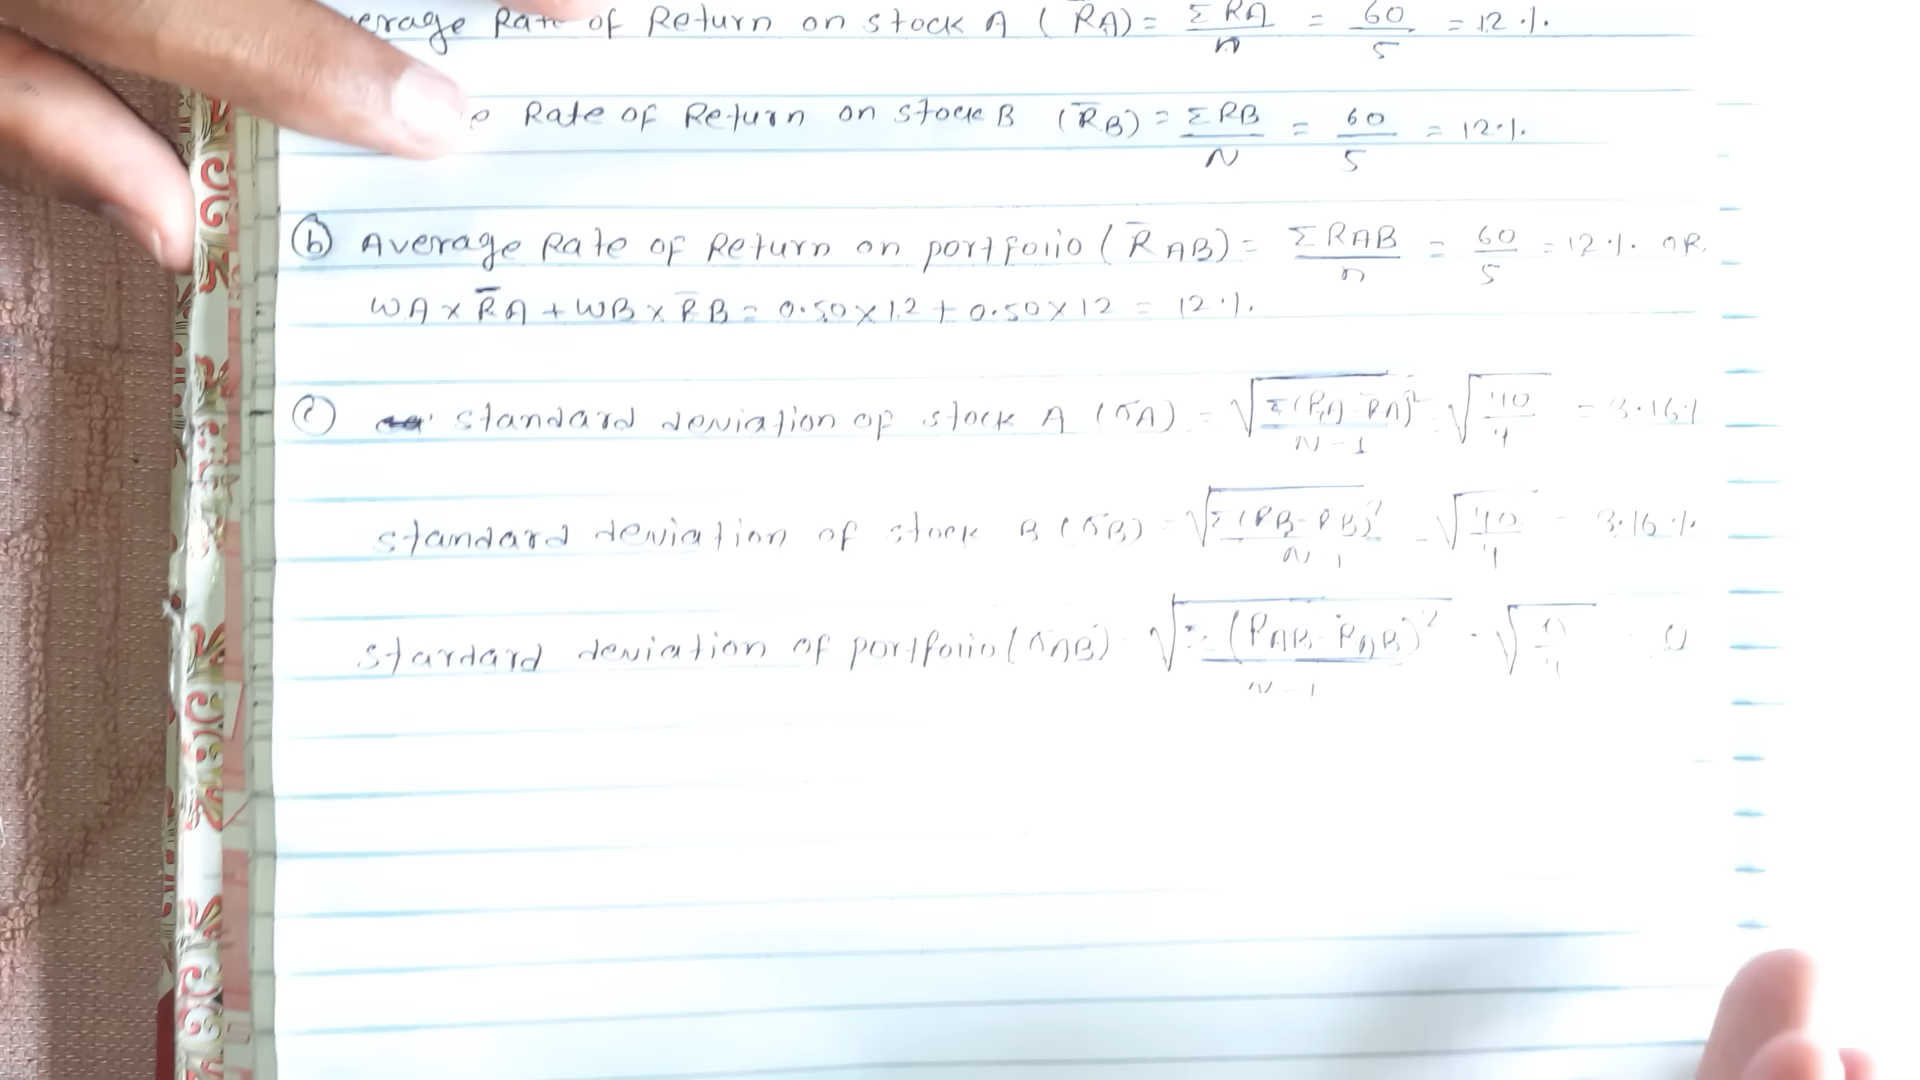 erage Rate of Return on stock A ( R̅A) = ΣRA / n = 60 / 5 = 12 %.
e Rate of Return on stock B (R̅B) = ΣRB / N = 60 / 5 = 12%.
(b) Average Rate of Return on portfolio (R̅AB) = ΣRAB / n = 60 / 5 = 12%. OR.
WA × R̅A + WB × R̅B = 0.50 × 12 + 0.50 × 12 = 12%.
(c) standard deviation of stock A (σA) = √Σ(RA - RA)² / N-1 √40 / 4 = 3.16%
standard deviation of stock B (σB) = √Σ(RB - RB)² / N-1 = √40 / 4 = 3.16%
standard deviation of portfolio (σAB) √Σ(RAB - RAB)² / N-1 = √0 / 4 0